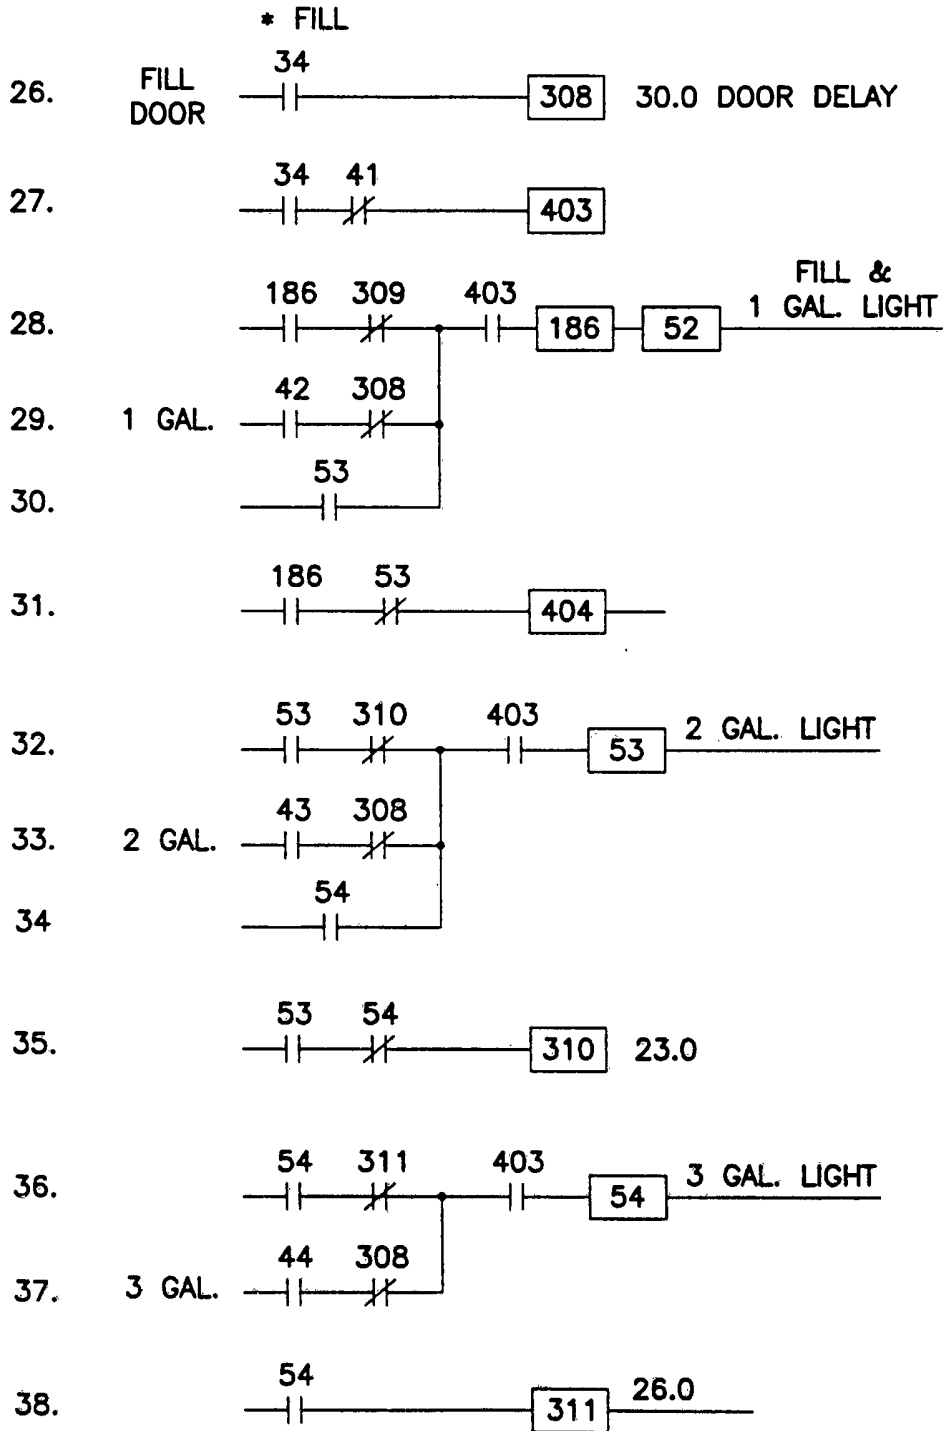 * FILL
34
26. FILL DOOR 308 30.0 DOOR DELAY
34 41
27. 403
186 309 403 FILL & 1 GAL. LIGHT
28. 186 52
42 308
29. 1 GAL.
53
30.
186 53
31. 404
53 310 403 2 GAL. LIGHT
32. 53
43 308
33. 2 GAL.
54
34
53 54
35. 310 23.0
54 311 403 3 GAL. LIGHT
36. 54
44 308
37. 3 GAL.
54 26.0
38. 311